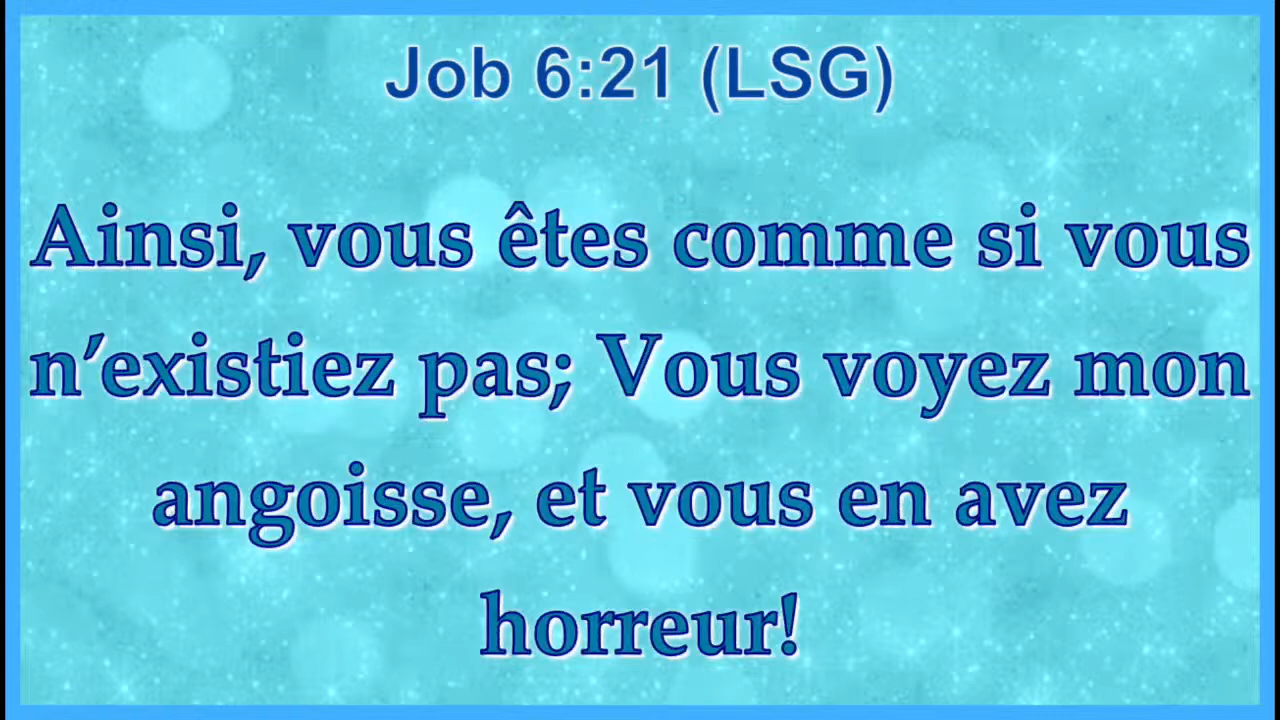 Job 6:21 (LSG)
Ainsi, vous êtes comme si vous
n’existiez pas; Vous voyez mon
angoisse, et vous en avez
horreur!